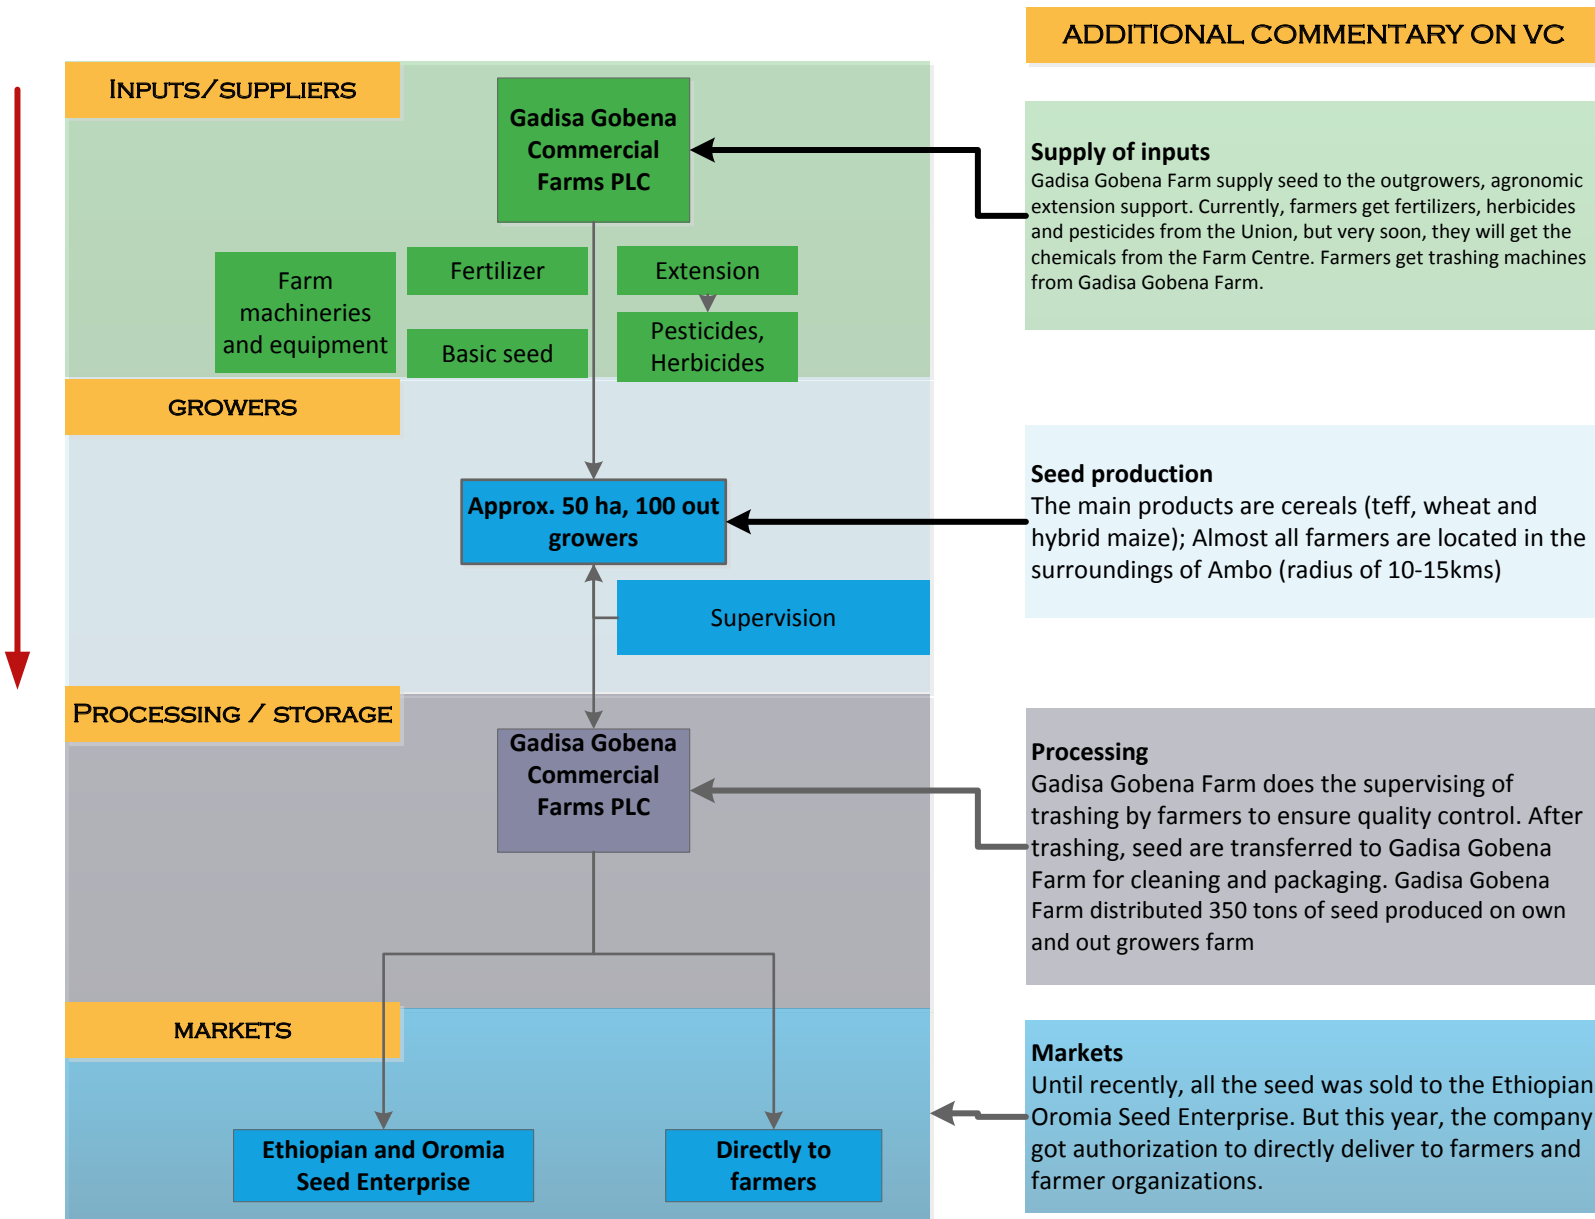 ADDITIONAL COMMENTARY ON VC
INPUTS/SUPPLIERS
Gadisa Gobena
Commercial
Farms PLC
Farm
machineries
and equipment
Fertilizer
Basic seed
Extension
Pesticides,
Herbicides
Supply of inputs
Gadisa Gobena Farm supply seed to the outgrowers, agronomic
extension support. Currently, farmers get fertilizers, herbicides
and pesticides from the Union, but very soon, they will get the
chemicals from the Farm Centre. Farmers get trashing machines
from Gadisa Gobena Farm.
GROWERS
Approx. 50 ha, 100 out
growers
Supervision
Seed production
The main products are cereals (teff, wheat and
hybrid maize); Almost all farmers are located in the
surroundings of Ambo (radius of 10-15kms)
PROCESSING / STORAGE
Gadisa Gobena
Commercial
Farms PLC
Processing
Gadisa Gobena Farm does the supervising of
trashing by farmers to ensure quality control. After
trashing, seed are transferred to Gadisa Gobena
Farm for cleaning and packaging. Gadisa Gobena
Farm distributed 350 tons of seed produced on own
and out growers farm
MARKETS
Ethiopian and Oromia
Seed Enterprise
Directly to
farmers
Markets
Until recently, all the seed was sold to the Ethiopian
Oromia Seed Enterprise. But this year, the company
got authorization to directly deliver to farmers and
farmer organizations.